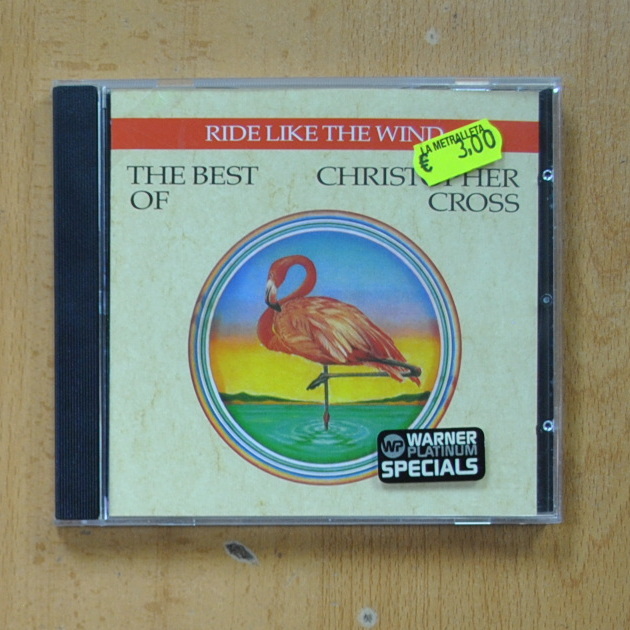 RIDE LIKE THE WIND
LA METRALLETA
€ 3,00
THE BEST CHRISTOPHER
OF CROSS
WP WARNER
PLATINUM
SPECIALS